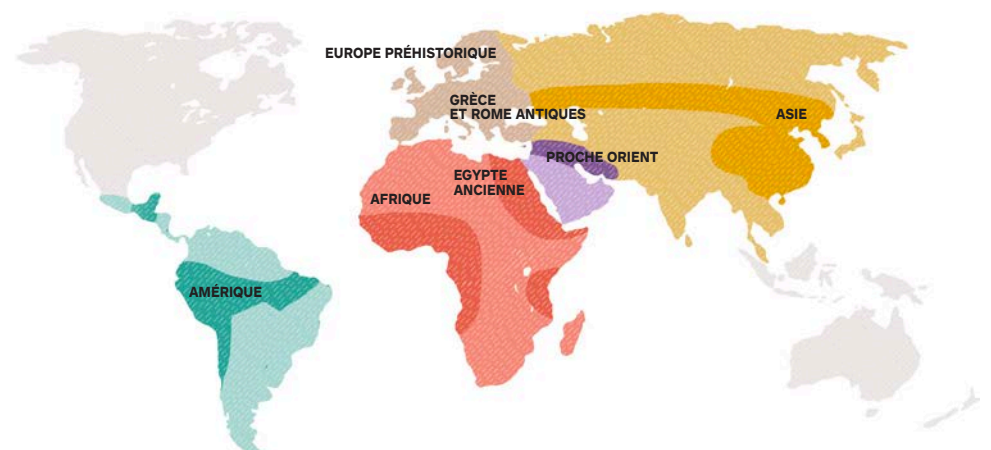 EUROPE PRÉHISTORIQUE
GRÈCE
ET ROME ANTIQUES
ASIE
PROCHE ORIENT
EGYPTE
ANCIENNE
AFRIQUE
AMÉRIQUE